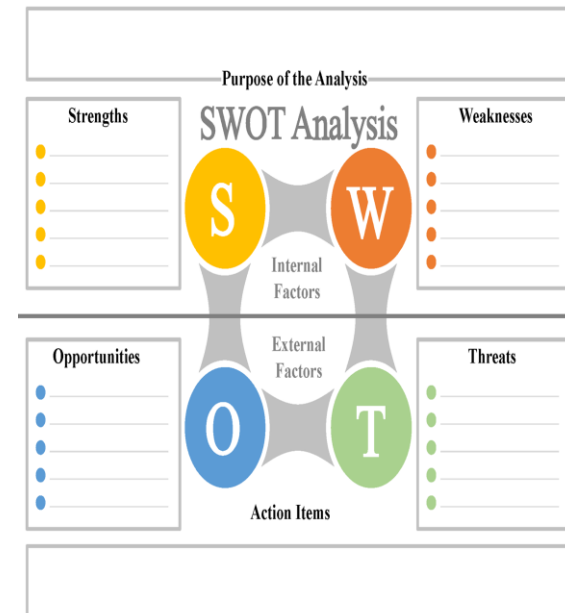 Purpose of the Analysis
Strengths
SWOT Analysis
Weaknesses
S
W
Internal
Factors
Opportunities
External
Factors
Threats
O
T
Action Items